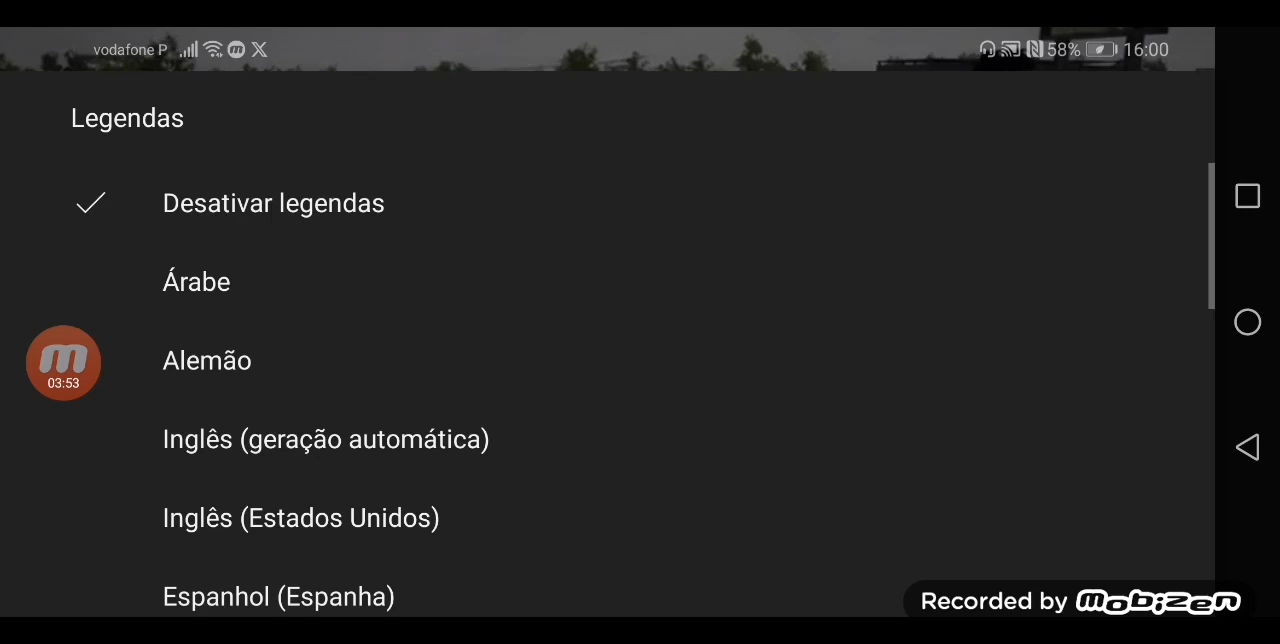 vodafone P 58% 16:00
Legendas
Desativar legendas
Árabe
Alemão
m
03:53
Inglês (geração automática)
Inglês (Estados Unidos)
Espanhol (Espanha)
Recorded by mobizen